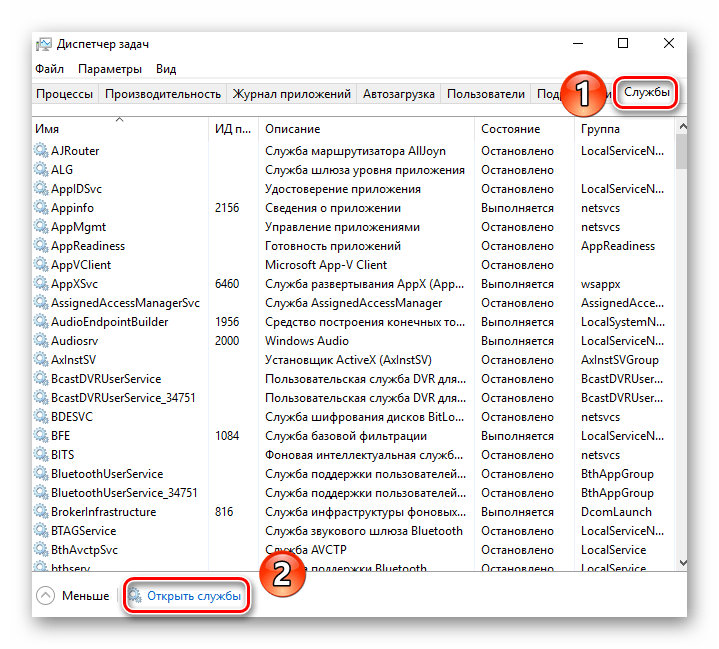 Диспетчер задач
Файл Параметры Вид
Процессы Производительность Журнал приложений Автозагрузка Пользователи 1 Службы
Имя ИД п... Описание Состояние Группа
AJRouter Служба маршрутизатора AllJoyn Остановлено LocalServiceN...
ALG Служба шлюза уровня приложения Остановлено
AppIDSvc Удостоверение приложения Остановлено LocalServiceN...
Appinfo 2156 Сведения о приложении Выполняется netsvcs
AppMgmt Управление приложениями Остановлено netsvcs
AppReadiness Готовность приложений Остановлено AppReadiness
AppVClient Microsoft App-V Client Остановлено
AppXSvc 6460 Служба развертывания AppX (App... Выполняется wsappx
AssignedAccessManagerSvc Служба AssignedAccessManager Остановлено AssignedAcce...
AudioEndpointBuilder 1956 Средство построения конечных то... Выполняется LocalSystemN...
Audiosrv 2000 Windows Audio Выполняется LocalServiceN...
AxInstSV Установщик ActiveX (AxInstSV) Остановлено AxInstSVGroup
BcastDVRUserService Пользовательская служба DVR для... Остановлено BcastDVRUser...
BcastDVRUserService_34751 Пользовательская служба DVR для... Остановлено BcastDVRUser...
BDESVC Служба шифрования дисков BitLo... Остановлено netsvcs
BFE 1084 Служба базовой фильтрации Выполняется LocalServiceN...
BITS Фоновая интеллектуальная служб... Остановлено netsvcs
BluetoothUserService Служба поддержки пользователей... Остановлено BthAppGroup
BluetoothUserService_34751 Служба поддержки пользователей... Остановлено BthAppGroup
BrokerInfrastructure 816 Служба инфраструктуры фоновых... Выполняется DcomLaunch
BTAGService Служба звукового шлюза Bluetooth Остановлено LocalServiceN...
BthAvctpSvc Служба AVCTP Остановлено LocalService
bthserv поддержки Bluetooth Остановлено LocalService
2
Меньше Открыть службы